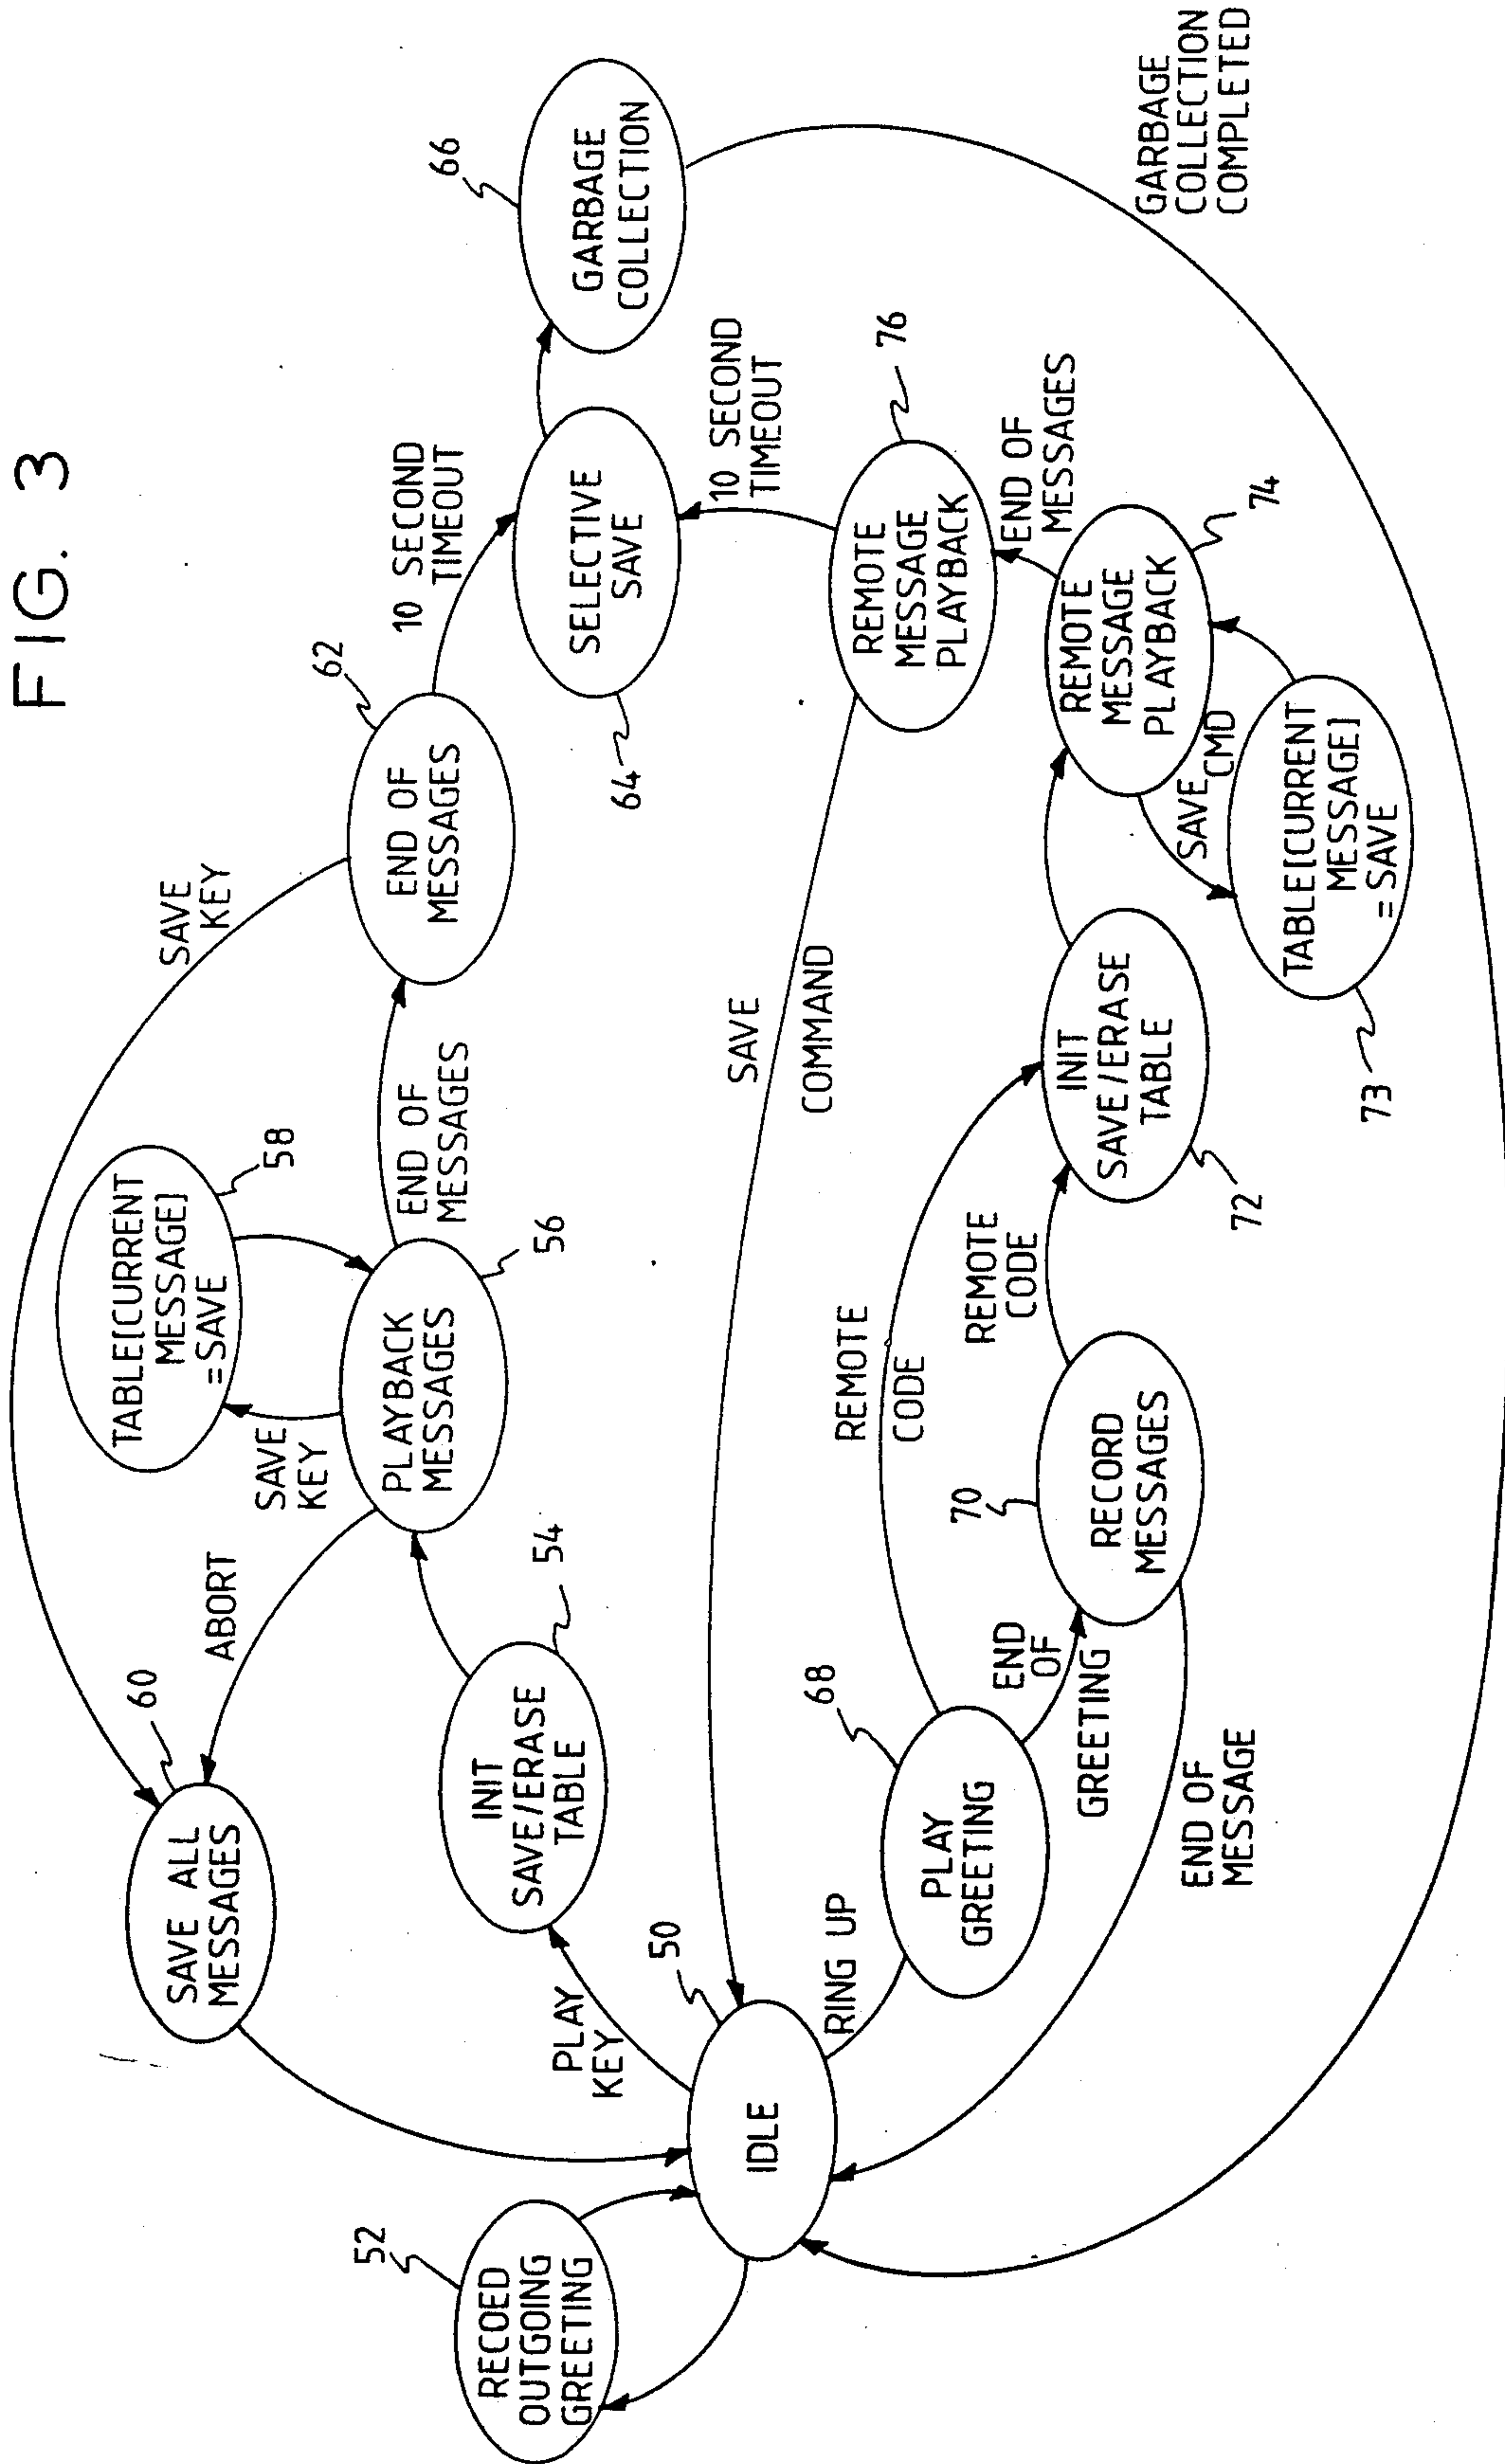 FIG. 3
SAVE
KEY
60
SAVE ALL
MESSAGES
ABORT
TABLE[CURRENT
MESSAGE]
=SAVE
58
SAVE
KEY
PLAYBACK
MESSAGES
56
END OF
MESSAGES
END OF
MESSAGES
62
10 SECOND
TIMEOUT
54
INIT
SAVE/ERASE
TABLE
PLAY
KEY
52
RECOED
OUTGOING
GREETING
50
IDLE
SELECTIVE
SAVE
64
66
GARBAGE
COLLECTION
10 SECOND
TIMEOUT
SAVE
COMMAND
REMOTE
MESSAGE
PLAYBACK
76
RING UP
68
PLAY
GREETING
REMOTE
CODE
END
OF
GREETING
70
RECORD
MESSAGES
REMOTE
CODE
INIT
SAVE/ERASE
TABLE
72
REMOTE
MESSAGE
PLAYBACK
74
END OF
MESSAGES
SAVE
CMD
TABLE[CURRENT
MESSAGE]
=SAVE
73
END OF
MESSAGE
GARBAGE
COLLECTION
COMPLETED